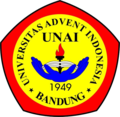 UNIVERSITAS ADVENT INDONESIA
UNAI
1949
• BANDUNG •